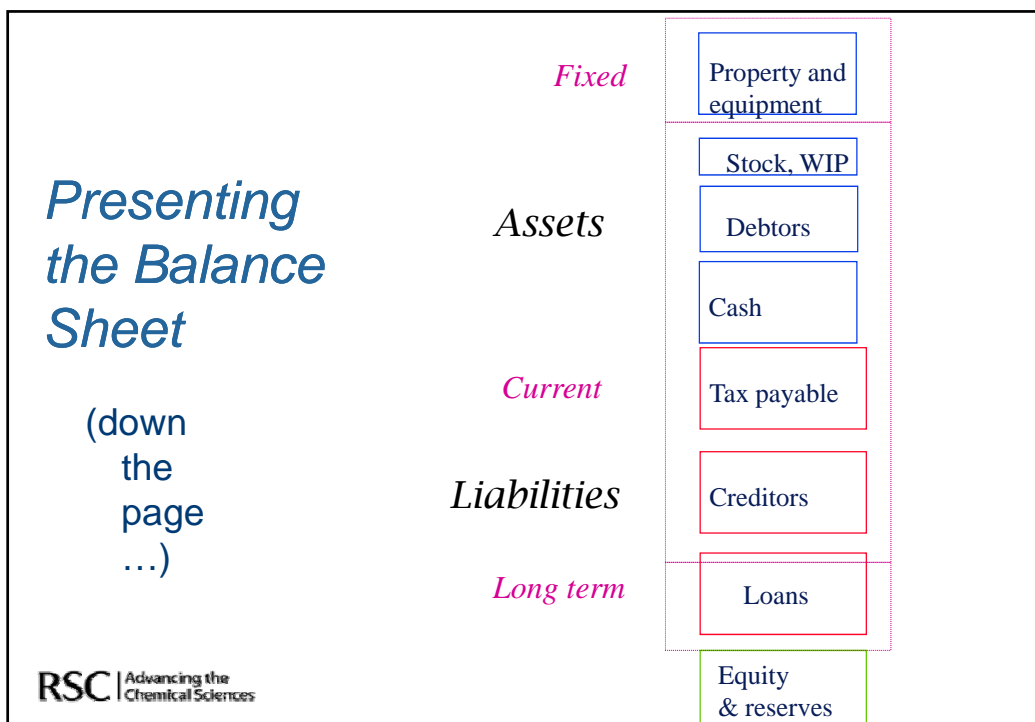 Presenting
the Balance
Sheet
(down
the
page
…)
Fixed
Assets
Current
Liabilities
Long term
Property and
equipment
Stock, WIP
Debtors
Cash
Tax payable
Creditors
Loans
Equity
& reserves
RSC
Advancing the
Chemical Sciences